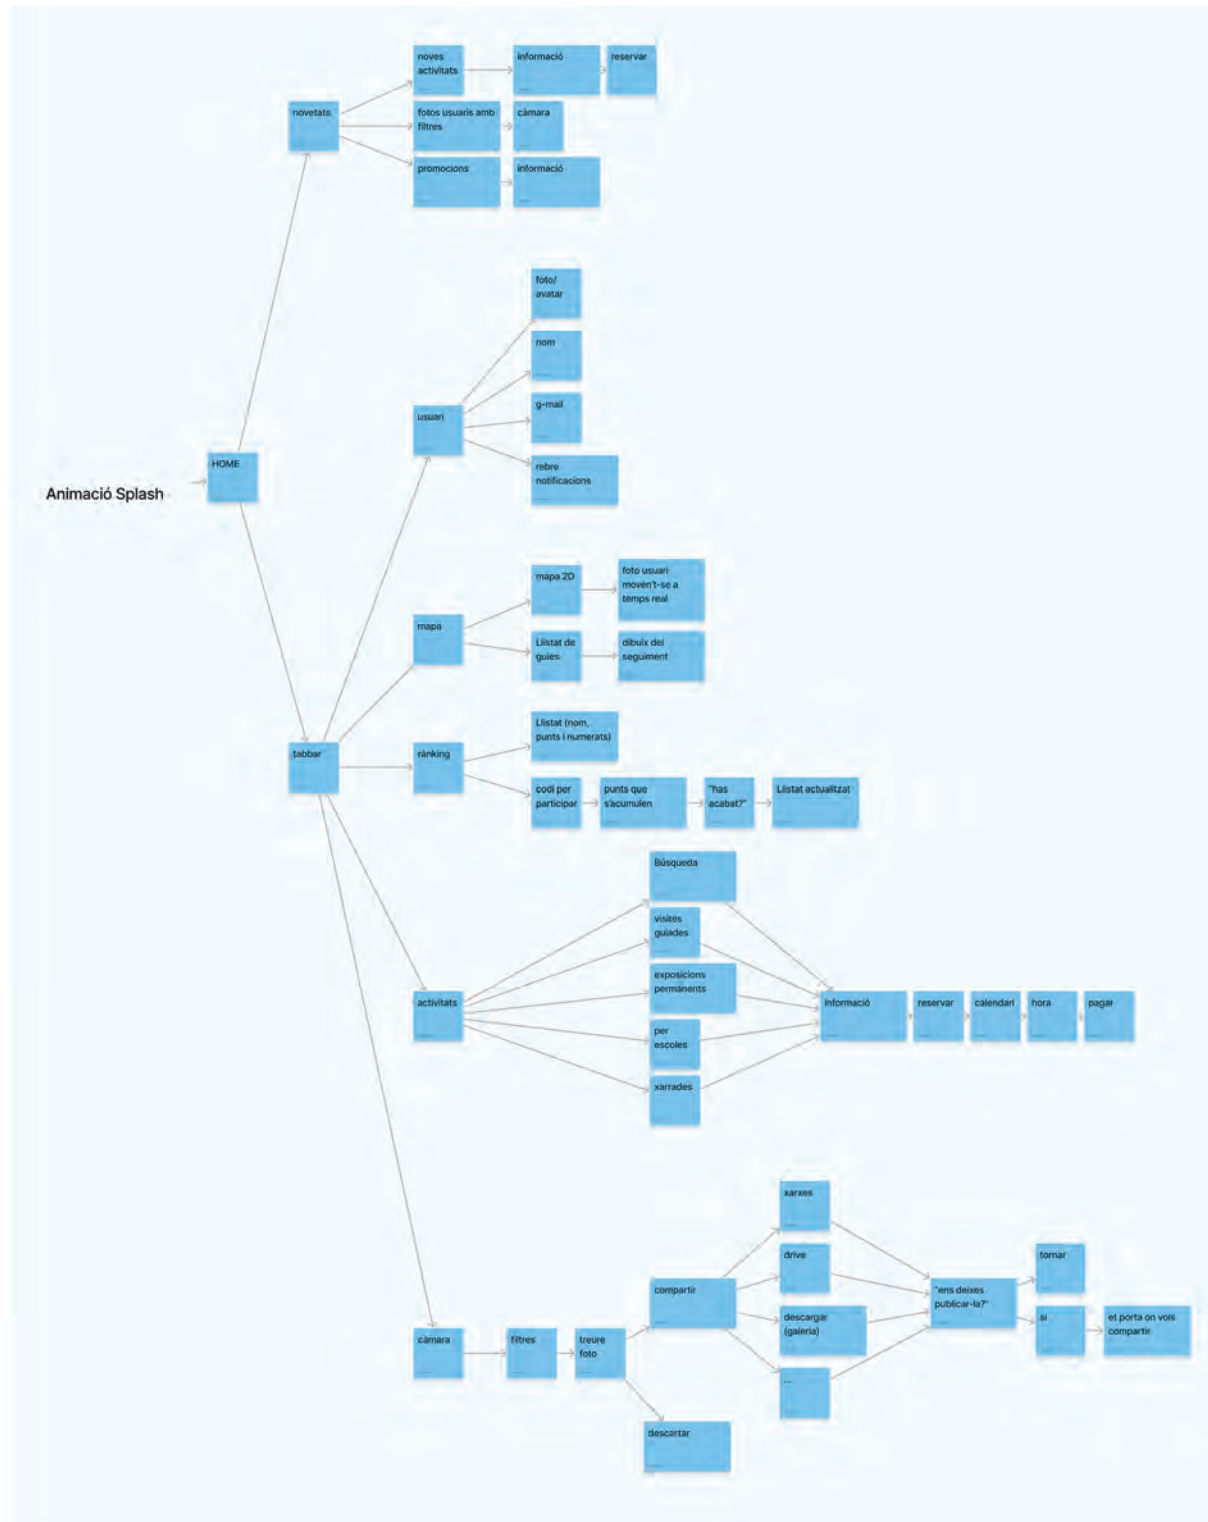 noves
activitats
informació
reservar
novetats
fotos usuaris amb
filtres
càmara
promocions
informació
foto/
avatar
nom
usuari
g-mail
rebre
notificacions
HOME
Animació Splash
mapa 2D
foto usuari
moven't-se a
temps real
mapa
Llistat de
guies
dibuix del
seguiment
Llistat (nom,
punts i numerats)
tabbar
rànking
codi per
participar
punts que
s'acumulen
"has
acabat?"
Llistat actualitzat
Búsqueda
visites
guiades
exposicions
permanents
activitats
informació
reservar
calendari
hora
pagar
per
escoles
xarrades
xarxes
drive
tornar
compartir
"ens deixes
publicar-la?"
descargar
(galeria)
si
et porta on vols
compartir
càmara
filtres
treure
foto
...
descartar